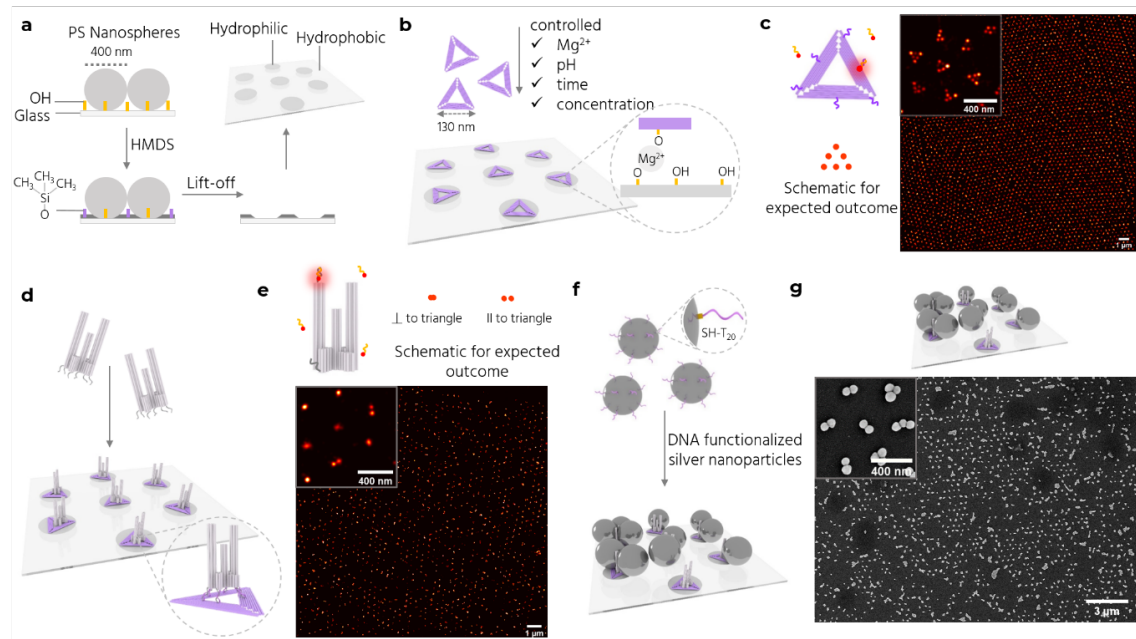 a
PS Nanospheres
400 nm
OH
Glass
HMDS
CH₃
CH₃
CH₃
Si
O
Lift-off
Hydrophilic
Hydrophobic
b
controlled
✓ Mg²⁺
✓ pH
✓ time
✓ concentration
130 nm
O
Mg²⁺
O
OH
OH
c
Schematic for
expected outcome
400 nm
1 µm
d
e
⊥ to triangle
II to triangle
Schematic for expected
outcome
400 nm
1 µm
f
SH-T₂₀
DNA functionalized
silver nanoparticles
g
400 nm
3 µm